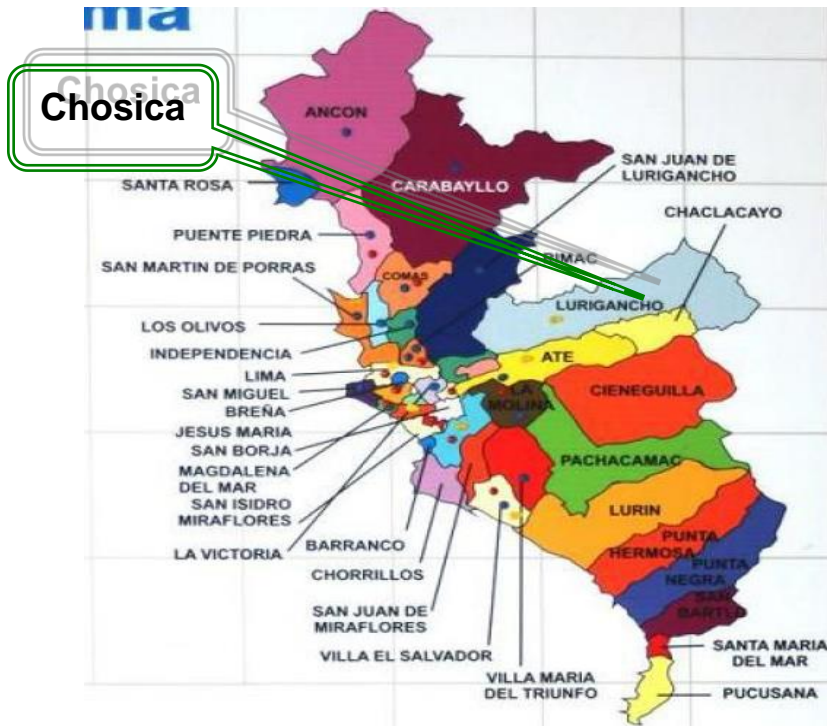 ma
Chosica
Chosica
ANCON
SANTA ROSA
CARABAYLLO
SAN JUAN DE
LURIGANCHO
CHACLACAYO
PUENTE PIEDRA
RIMAC
SAN MARTIN DE PORRAS
COMAS
LURIGANCHO
LOS OLIVOS
INDEPENDENCIA
ATE
LIMA
CIENEGUILLA
SAN MIGUEL
LA
MOLINA
BREÑA
JESUS MARIA
SAN BORJA
PACHACAMAC
MAGDALENA
DEL MAR
SAN ISIDRO
MIRAFLORES
LURIN
LA VICTORIA
BARRANCO
PUNTA
HERMOSA
CHORRILLOS
PUNTA
NEGRA
SAN JUAN DE
MIRAFLORES
SAN
BARTLO
VILLA EL SALVADOR
SANTA MARIA
DEL MAR
VILLA MARIA
DEL TRIUNFO
PUCUSANA